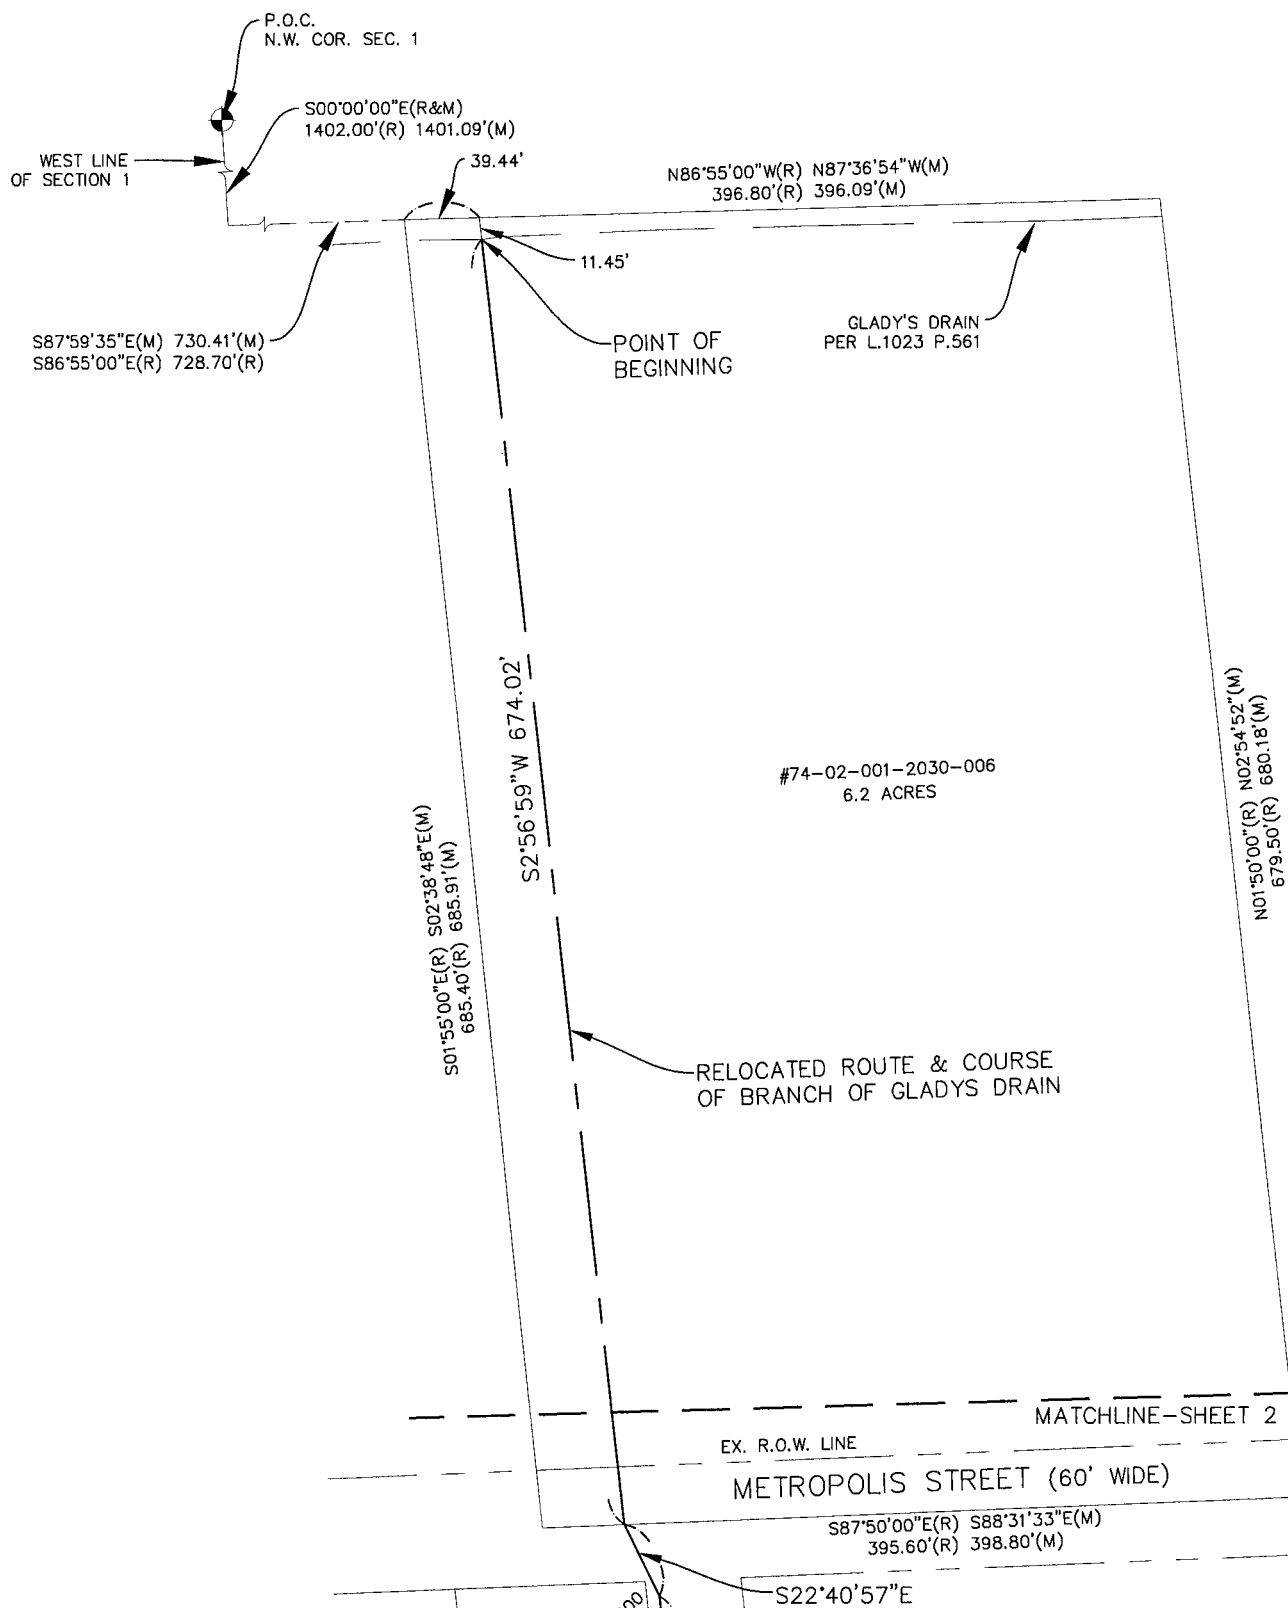 P.O.C.
N.W. COR. SEC. 1
S00°00'00"E(R&M)
1402.00'(R) 1401.09'(M)
WEST LINE
OF SECTION 1
39.44'
N86°55'00"W(R) N87°36'54"W(M)
396.80'(R) 396.09'(M)
11.45'
S87°59'35"E(M) 730.41'(M)
S86°55'00"E(R) 728.70'(R)
POINT OF
BEGINNING
GLADY'S DRAIN
PER L.1023 P.561
S2°56'59"W 674.02'
#74-02-001-2030-006
6.2 ACRES
N01°50'00"(R) N02°54'52"(M)
679.50'(R) 680.18'(M)
S01°55'00"E(R) S02°38'48"E(M)
685.40'(R) 685.91'(M)
RELOCATED ROUTE & COURSE
OF BRANCH OF GLADYS DRAIN
MATCHLINE-SHEET 2
EX. R.O.W. LINE
METROPOLIS STREET (60' WIDE)
S87°50'00"E(R) S88°31'33"E(M)
395.60'(R) 398.80'(M)
S22°40'57"E